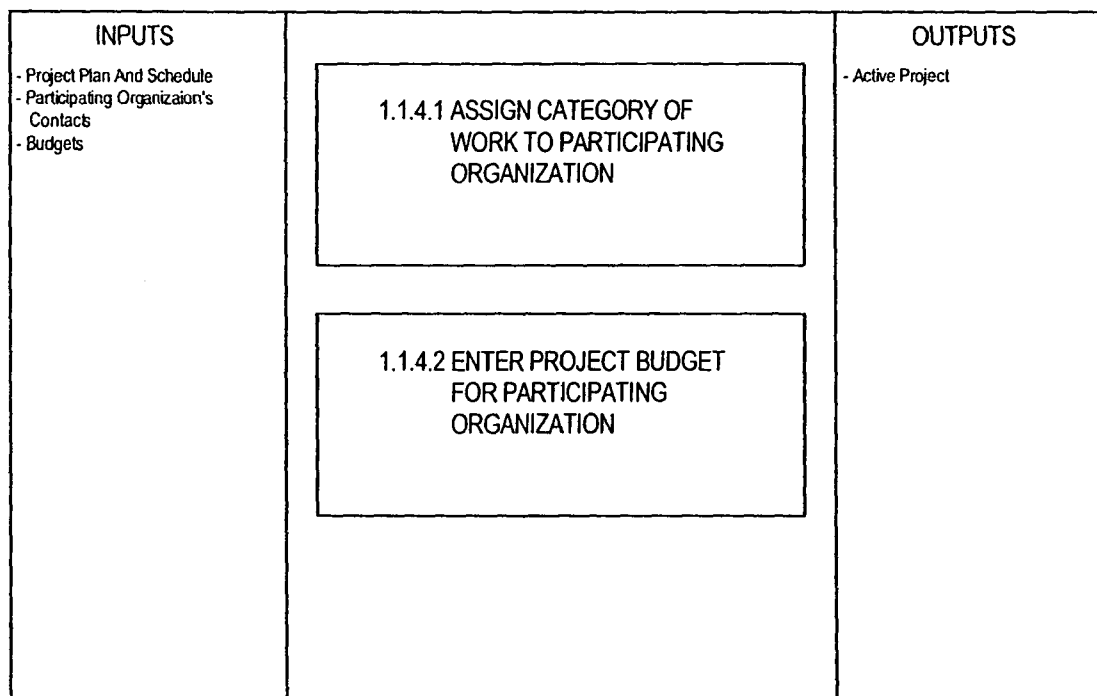 INPUTS
- Project Plan And Schedule
- Participating Organizaion's
Contacts
- Budgets
1.1.4.1 ASSIGN CATEGORY OF
WORK TO PARTICIPATING
ORGANIZATION
1.1.4.2 ENTER PROJECT BUDGET
FOR PARTICIPATING
ORGANIZATION
OUTPUTS
- Active Project